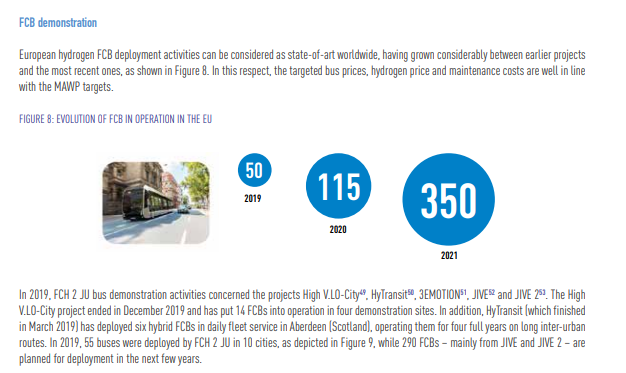 FCB demonstration
European hydrogen FCB deployment activities can be considered as state-of-art worldwide, having grown considerably between earlier projects
and the most recent ones, as shown in Figure 8. In this respect, the targeted bus prices, hydrogen price and maintenance costs are well in line
with the MAWP targets.
FIGURE 8: EVOLUTION OF FCB IN OPERATION IN THE EU
50
2019
115
2020
350
2021
In 2019, FCH 2 JU bus demonstration activities concerned the projects High V.LO-City49, HyTransit50, 3EMOTION51, JIVE52 and JIVE 253. The High
V.LO-City project ended in December 2019 and has put 14 FCBs into operation in four demonstration sites. In addition, HyTransit (which finished
in March 2019) has deployed six hybrid FCBs in daily fleet service in Aberdeen (Scotland), operating them for four full years on long inter-urban
routes. In 2019, 55 buses were deployed by FCH 2 JU in 10 cities, as depicted in Figure 9, while 290 FCBs – mainly from JIVE and JIVE 2 – are
planned for deployment in the next few years.